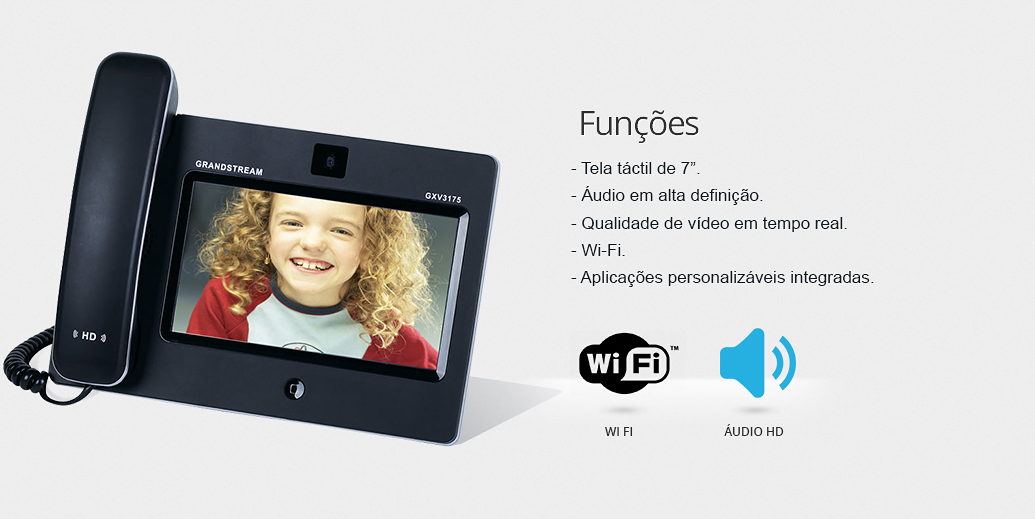 GRANDSTREAM
GXV3175
HD
Funções
- Tela táctil de 7”.
- Áudio em alta definição.
- Qualidade de vídeo em tempo real.
- Wi-Fi.
- Aplicações personalizáveis integradas.
Wi Fi ™
WI FI
ÁUDIO HD